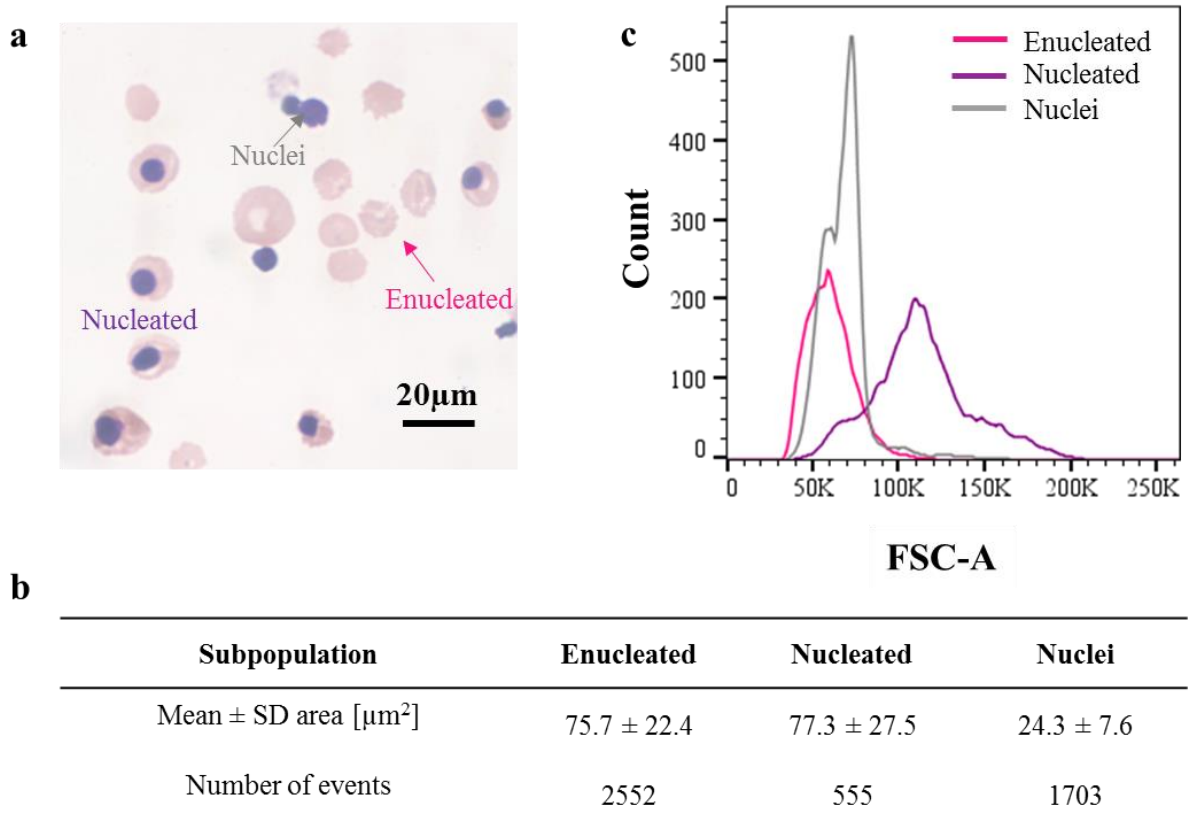 a
Nuclei
Enucleated
Nucleated
20µm
c
500
400
300
200
100
0
Count
Enucleated
Nucleated
Nuclei
0 50K 100K 150K 200K 250K
FSC-A
b
Subpopulation Enucleated Nucleated Nuclei
Mean ± SD area [µm²] 75.7 ± 22.4 77.3 ± 27.5 24.3 ± 7.6
Number of events 2552 555 1703